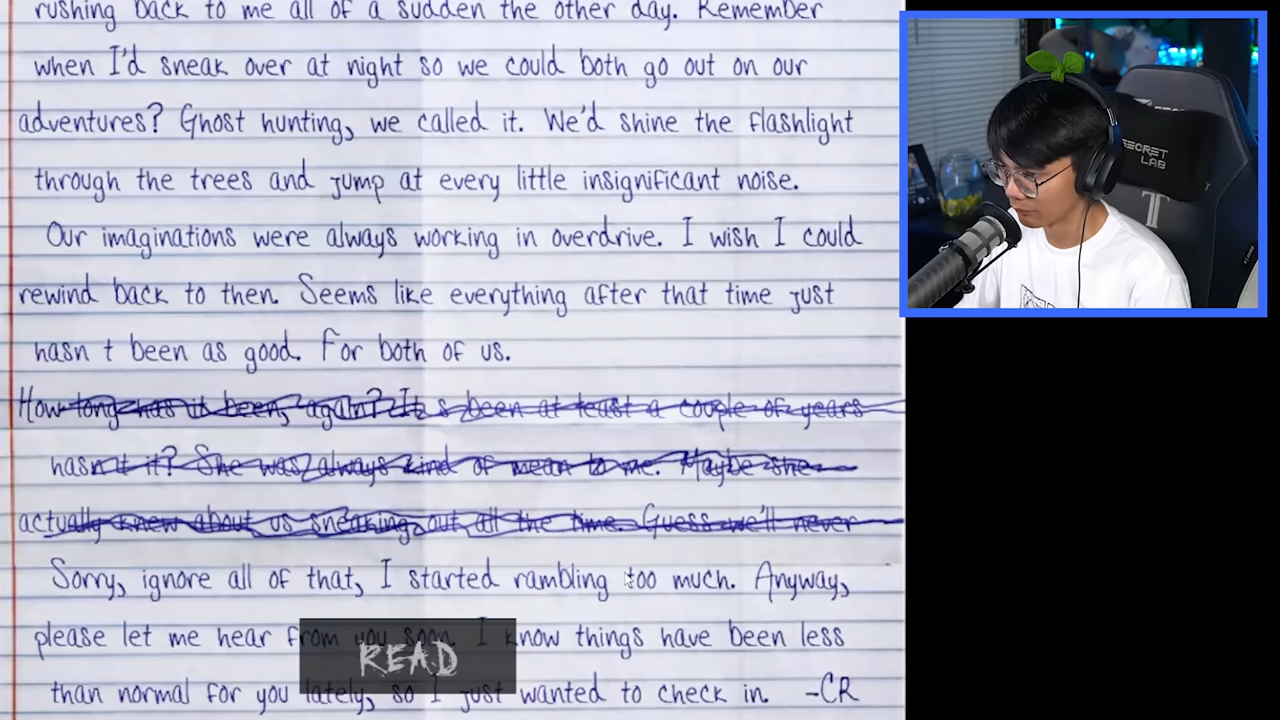 rushing back to me all of a sudden the other day. Remember
when I'd sneak over at night so we could both go out on our
adventures? Ghost hunting, we called it. We'd shine the flashlight
through the trees and jump at every little insignificant noise.
Our imaginations were always working in overdrive. I wish I could
rewind back to then. Seems like everything after that time just
hasn t been as good. For both of us.
How long has it been, again? It s been at least a couple of years
hasn t it? She was always kind of mean to me. Maybe she
actually knew about us sneaking out all the time. Guess we'll never
Sorry, ignore all of that, I started rambling too much. Anyway,
please let me hear from you soon. I know things have been less
than normal for you lately, so I just wanted to check in. -CR
READ
SECRET
LAB
T